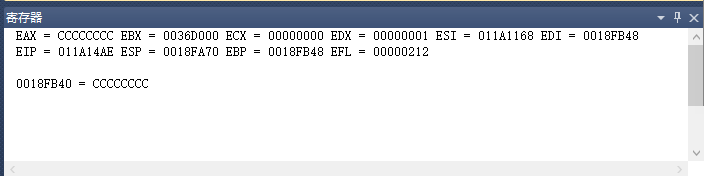 寄存器
EAX = CCCCCCCC EBX = 0036D000 ECX = 00000000 EDX = 00000001 ESI = 011A1168 EDI = 0018FB48
EIP = 011A14AE ESP = 0018FA70 EBP = 0018FB48 EFL = 00000212
0018FB40 = CCCCCCCC